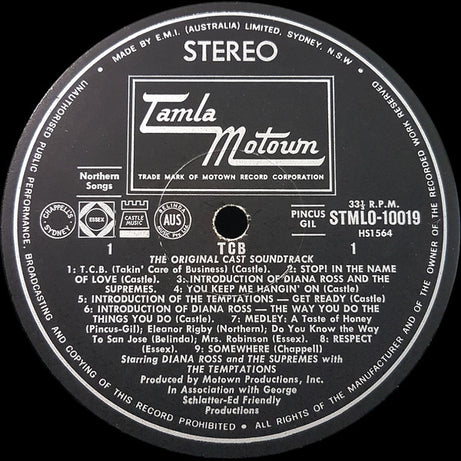 • MADE BY E.M.I. (AUSTRALIA) LIMITED, SYDNEY, N.S.W. •
UNAUTHORISED PUBLIC PERFORMANCE, BROADCASTING AND COPYING OF THIS RECORD PROHIBITED • ALL RIGHTS OF THE MANUFACTURER AND OF THE OWNER OF THE RECORDED WORK RESERVED
STEREO
Tamla
Motown
TRADE MARK OF MOTOWN RECORD CORPORATION
Northern
Songs
CHAPPELLS
SYDNEY
ESSEX
CASTLE
MUSIC
BELINDA
AUS
Music Pty. Ltd.
PINCUS
GIL
33⅓ R.P.M.
STMLO-10019
HS1564
1 TCB 1
THE ORIGINAL CAST SOUNDTRACK
1: T.C.B. (Takin' Care of Business) (Castle). 2: STOP! IN THE NAME
OF LOVE (Castle). 3: INTRODUCTION OF DIANA ROSS AND THE
SUPREMES. 4: YOU KEEP ME HANGIN' ON (Castle)
5: INTRODUCTION OF THE TEMPTATIONS — GET READY (Castle)
6: INTRODUCTION OF DIANA ROSS — THE WAY YOU DO THE
THINGS YOU DO (Castle). 7: MEDLEY: A Taste of Honey
(Pincus-Gil); Eleanor Rigby (Northern); Do You Know the Way
To San Jose (Belinda); Mrs. Robinson (Essex). 8: RESPECT
(Essex). 9: SOMEWHERE (Chappell)
Starring DIANA ROSS and THE SUPREMES with
THE TEMPTATIONS
Produced by Motown Productions, Inc.
In Association with George
Schlatter-Ed Friendly
Productions